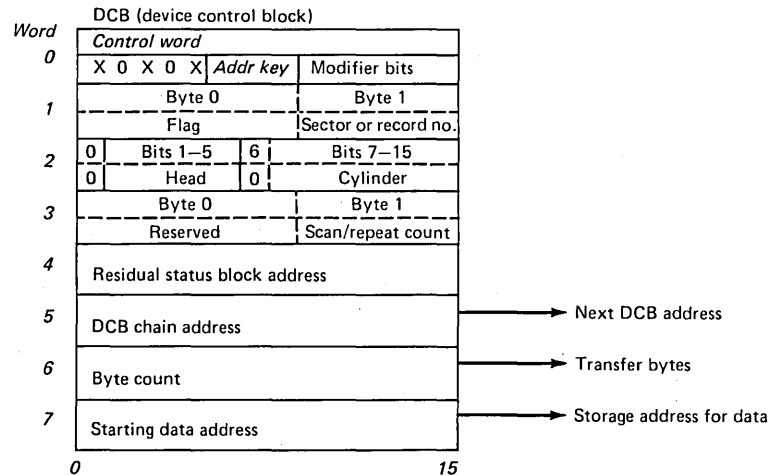 DCB (device control block)
Word
Control word
0
X 0 X 0 X Addr key Modifier bits
Byte 0 Byte 1
1
Flag Sector or record no.
2
0 Bits 1–5 6 Bits 7–15
0 Head 0 Cylinder
3
Byte 0 Byte 1
Reserved Scan/repeat count
4
Residual status block address
5
DCB chain address
Next DCB address
6
Byte count
Transfer bytes
7
Starting data address
Storage address for data
0 15